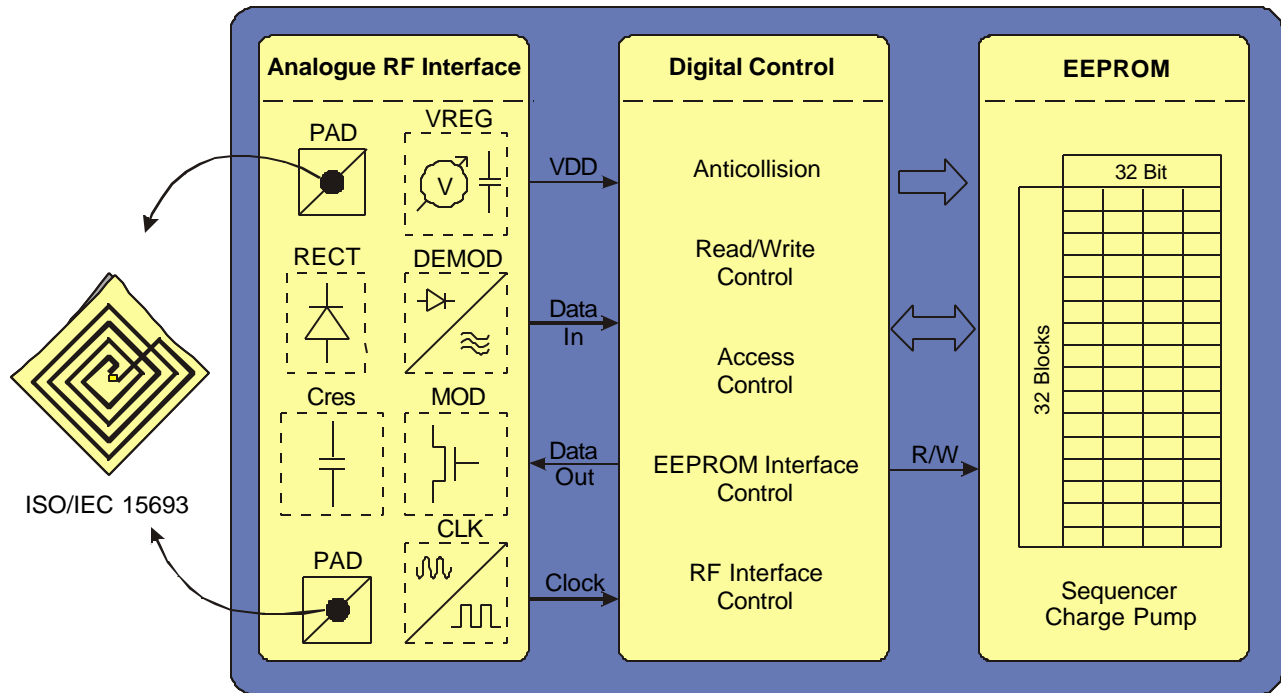 Analogue RF Interface
PAD
VREG
V
RECT
DEMOD
Cres
MOD
PAD
CLK
ISO/IEC 15693
VDD
Data
In
Data
Out
Clock
Digital Control
Anticollision
Read/Write
Control
Access
Control
EEPROM Interface
Control
RF Interface
Control
R/W
EEPROM
32 Bit
32 Blocks
Sequencer
Charge Pump